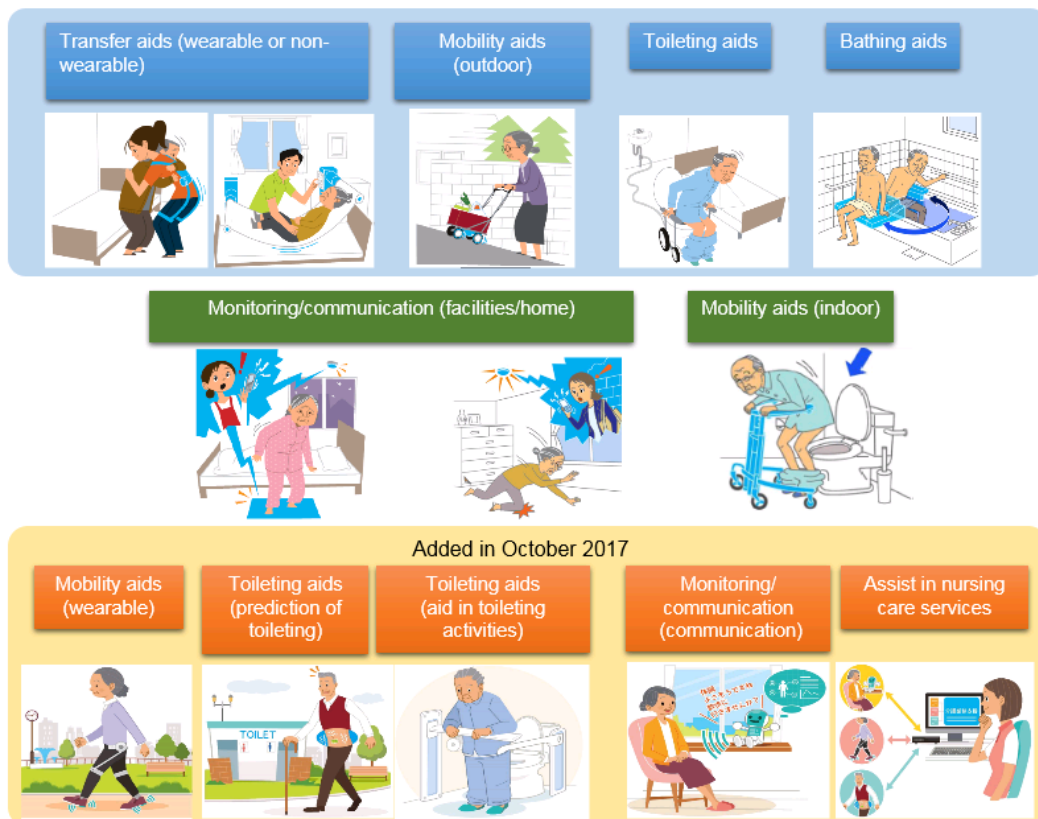 Transfer aids (wearable or non-
wearable)
Mobility aids
(outdoor)
Toileting aids
Bathing aids
Monitoring/communication (facilities/home)
Mobility aids (indoor)
Added in October 2017
Mobility aids
(wearable)
Toileting aids
(prediction of
toileting)
Toileting aids
(aid in toileting
activities)
Monitoring/
communication
(communication)
Assist in nursing
care services
TOILET